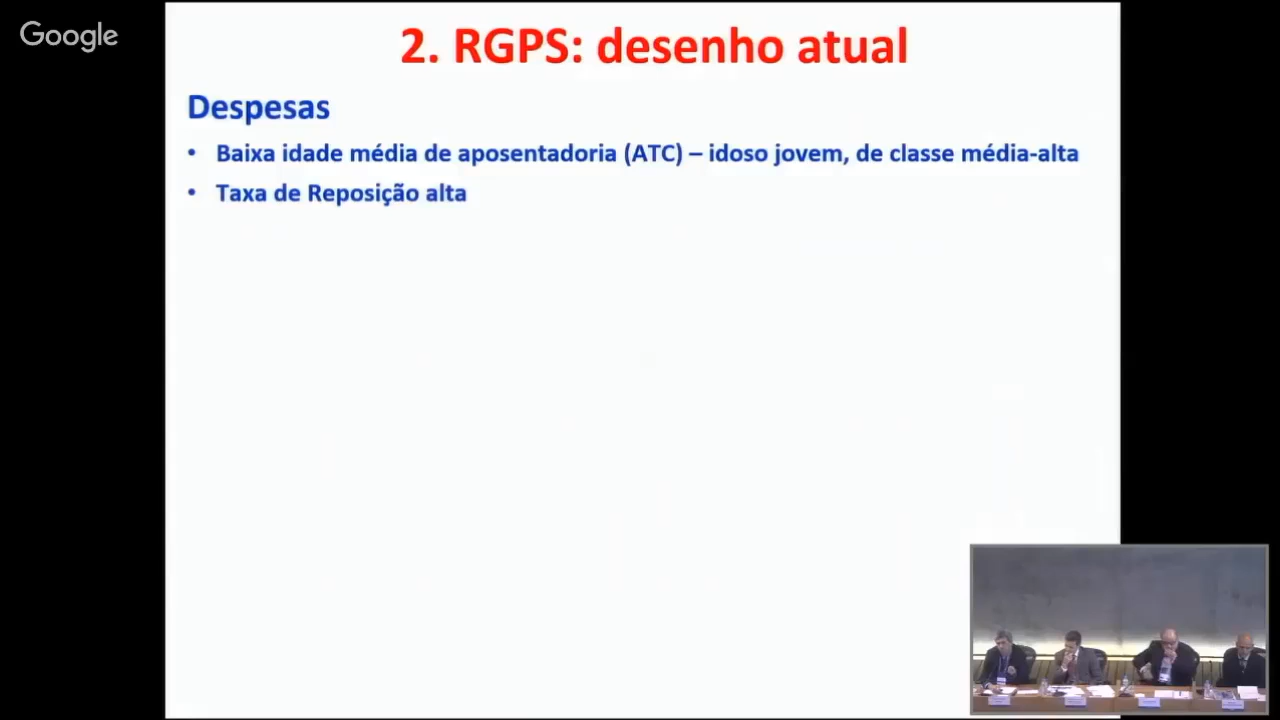 Google
2. RGPS: desenho atual
Despesas
• Baixa idade média de aposentadoria (ATC) – idoso jovem, de classe média-alta
• Taxa de Reposição alta